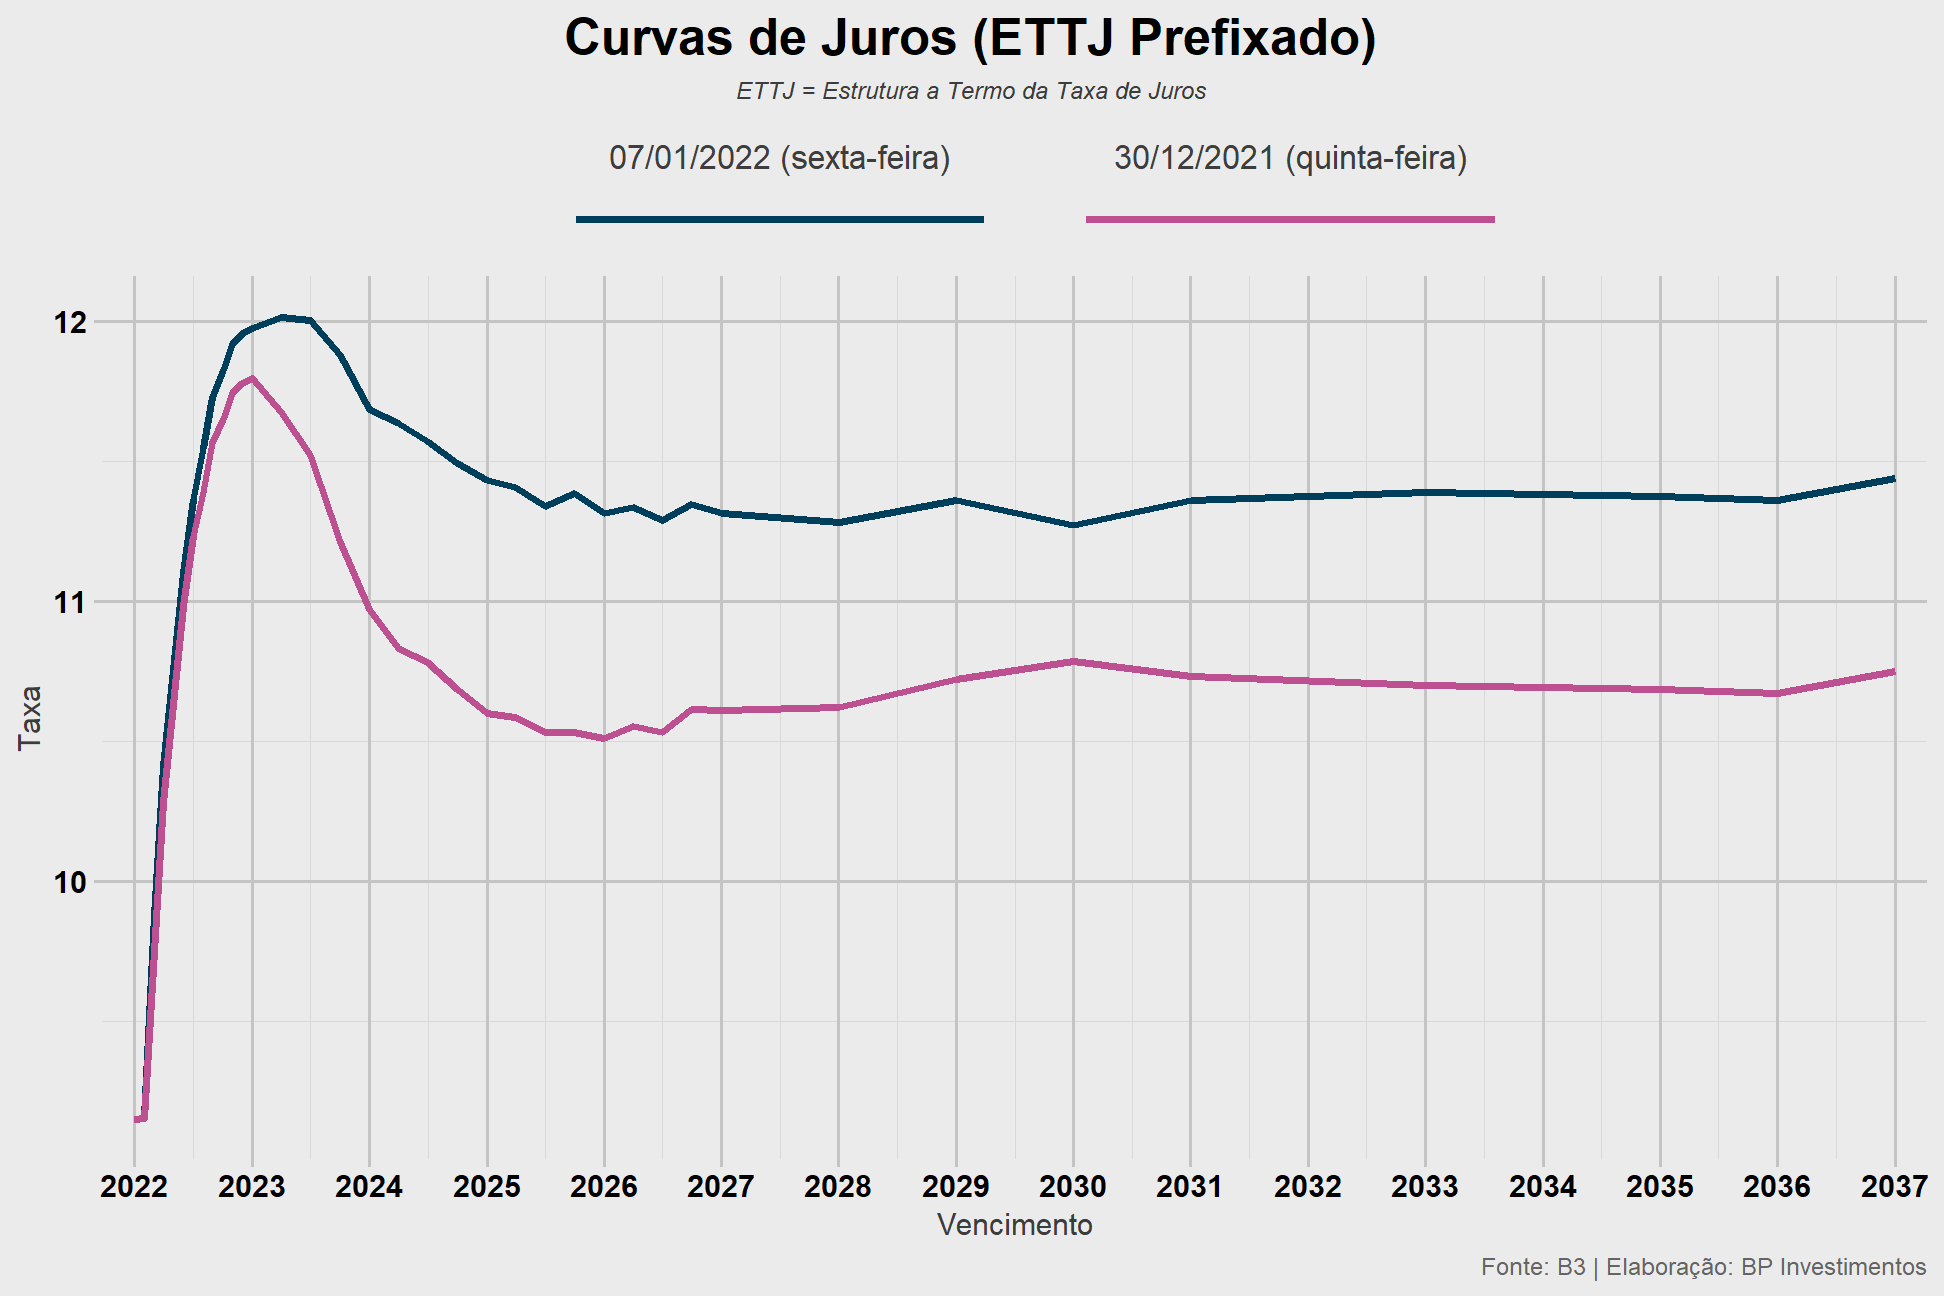 Curvas de Juros (ETTJ Prefixado)
ETTJ = Estrutura a Termo da Taxa de Juros
07/01/2022 (sexta-feira)
30/12/2021 (quinta-feira)
12
11
10
Taxa
2022 2023 2024 2025 2026 2027 2028 2029 2030 2031 2032 2033 2034 2035 2036 2037
Vencimento
Fonte: B3 | Elaboração: BP Investimentos